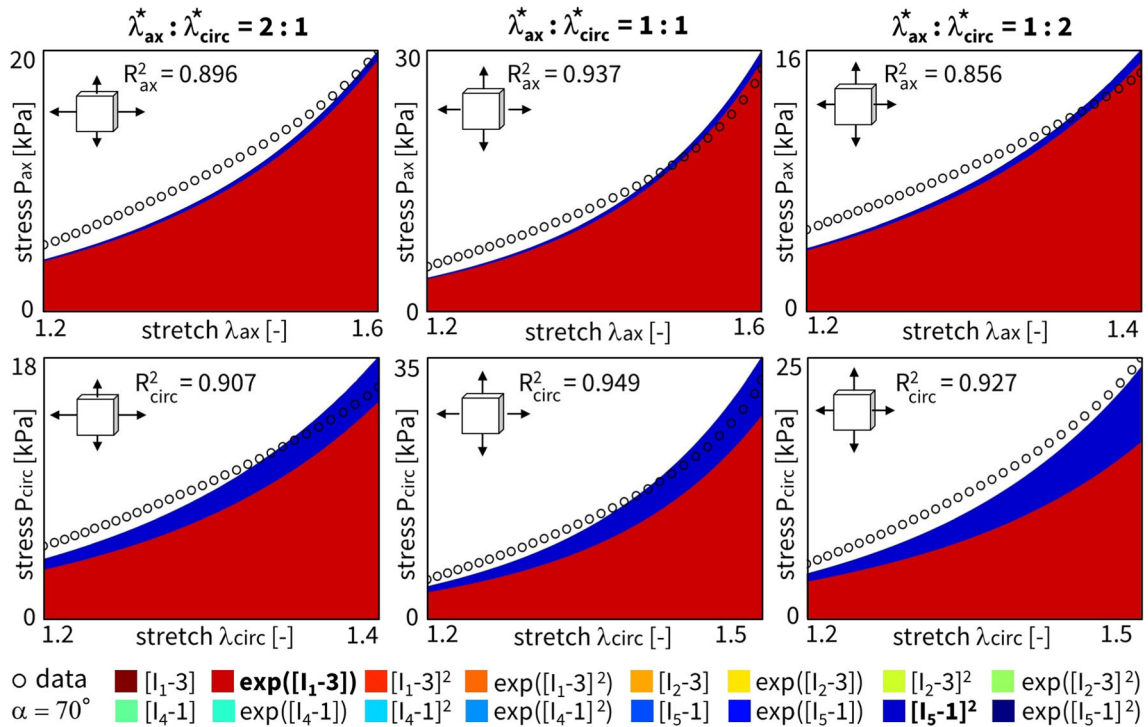 λ*ax : λ*circ = 2 : 1
λ*ax : λ*circ = 1 : 1
λ*ax : λ*circ = 1 : 2
20
R²ax = 0.896
stress Pax [kPa]
0
1.2
stretch λax [-]
1.6
30
R²ax = 0.937
stress Pax [kPa]
0
1.2
stretch λax [-]
1.6
16
R²ax = 0.856
stress Pax [kPa]
0
1.2
stretch λax [-]
1.4
18
R²circ = 0.907
stress Pcirc [kPa]
0
1.2
stretch λcirc [-]
1.4
35
R²circ = 0.949
stress Pcirc [kPa]
0
1.2
stretch λcirc [-]
1.5
25
R²circ = 0.927
stress Pcirc [kPa]
0
1.2
stretch λcirc [-]
1.5
data [I₁-3] exp([I₁-3]) [I₁-3]² exp([I₁-3]²) [I₂-3] exp([I₂-3]) [I₂-3]² exp([I₂-3]²)
α = 70° [I₄-1] exp([I₄-1]) [I₄-1]² exp([I₄-1]²) [I₅-1] exp([I₅-1]) [I₅-1]² exp([I₅-1]²)